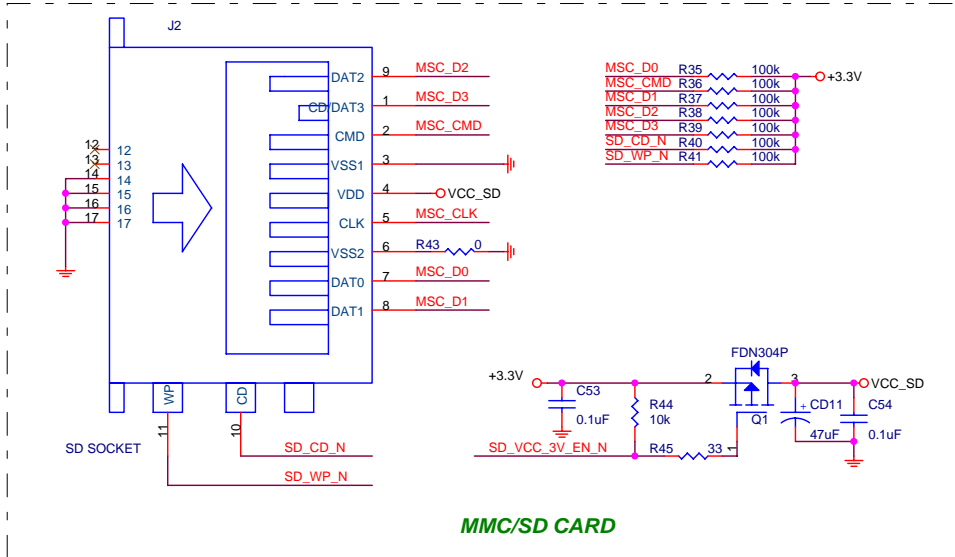 J2
DAT2 9 MSC_D2
CD/DAT3 1 MSC_D3
CMD 2 MSC_CMD
VSS1 3
VDD 4 VCC_SD
CLK 5 MSC_CLK
VSS2 6 R43 0
DAT0 7 MSC_D0
DAT1 8 MSC_D1
12 12
13 13
14 14
15 15
16 16
17 17
WP
CD
11
10
SD SOCKET
SD_CD_N
SD_WP_N
MSC_D0 R35 100k
+3.3V
MSC_CMD R36 100k
MSC_D1 R37 100k
MSC_D2 R38 100k
MSC_D3 R39 100k
SD_CD_N R40 100k
SD_WP_N R41 100k
FDN304P
+3.3V
2
3
VCC_SD
C53
0.1uF
R44
10k
Q1
1
+ CD11
47uF
C54
0.1uF
SD_VCC_3V_EN_N R45 33
MMC/SD CARD